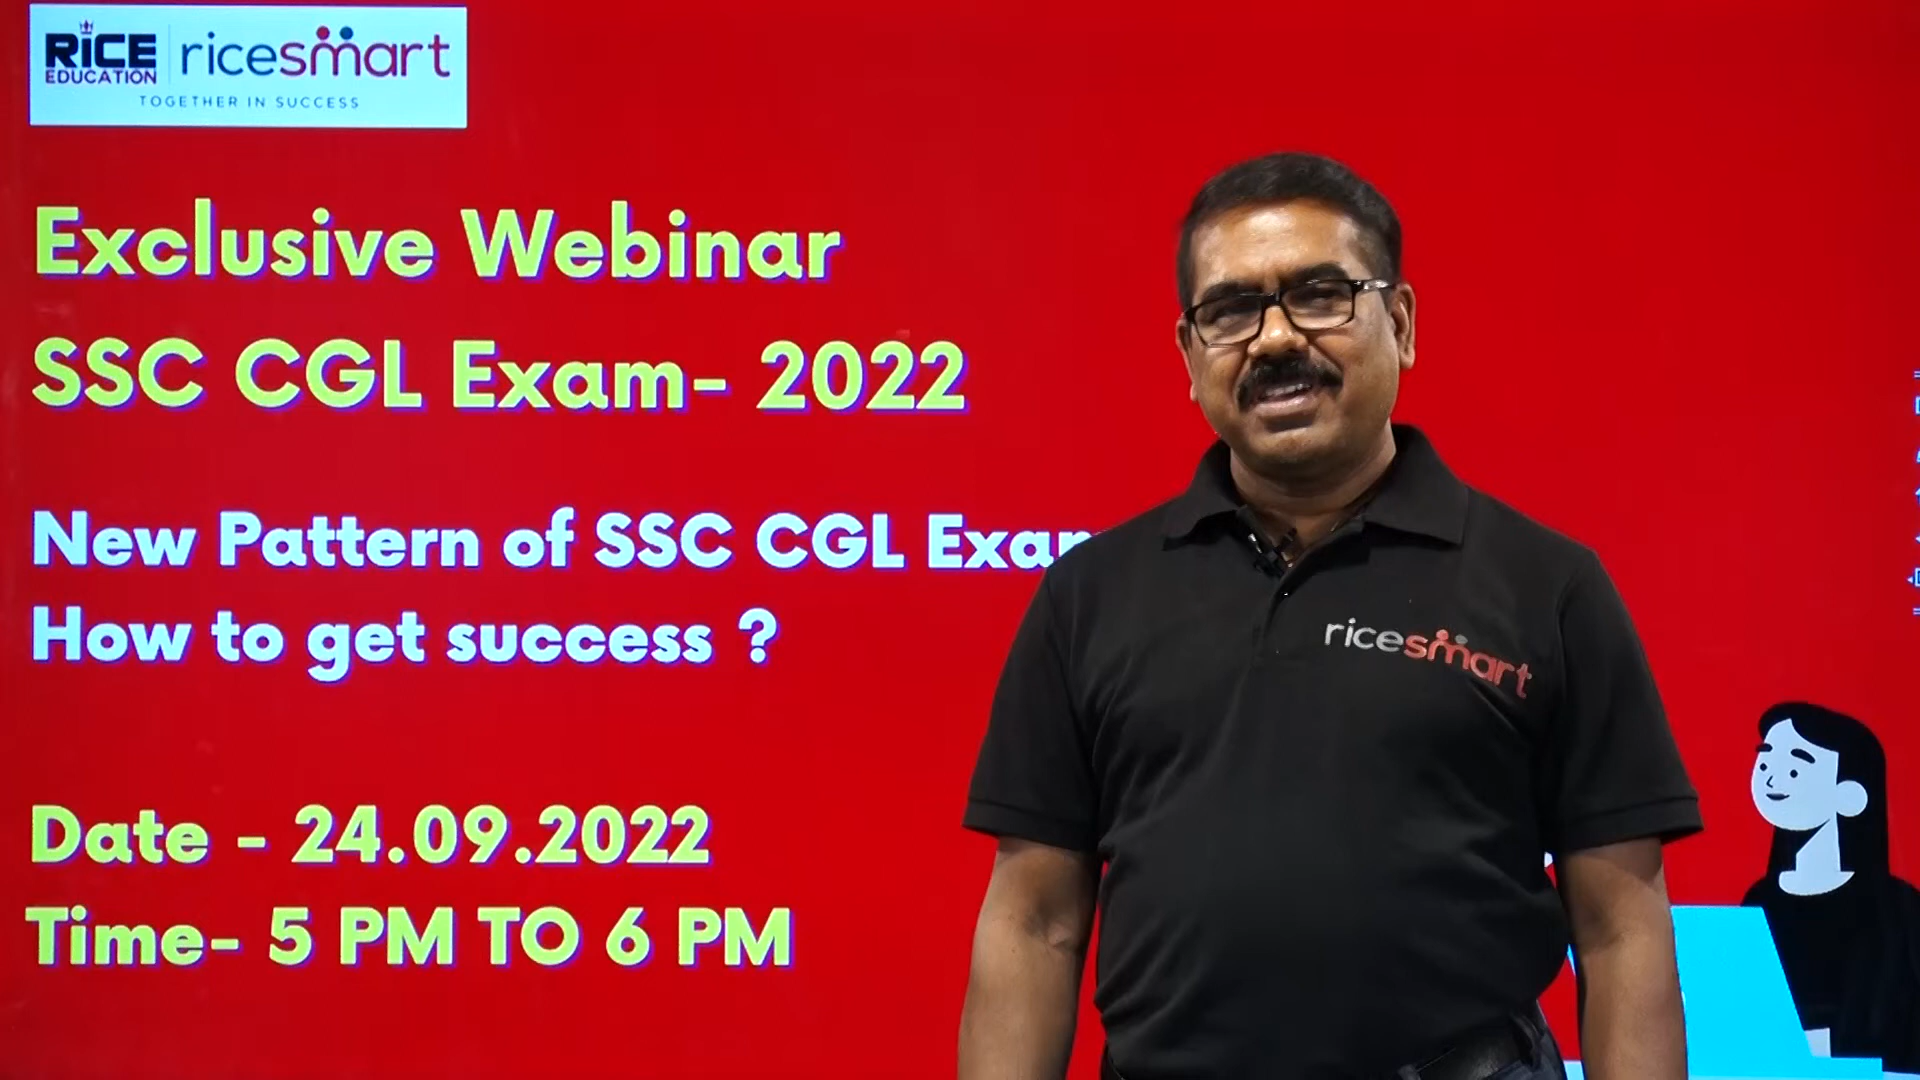 RICE
EDUCATION
ricesmart
TOGETHER IN SUCCESS
Exclusive Webinar
SSC CGL Exam- 2022
New Pattern of SSC CGL
How to get success ?
Date - 24.09.2022
Time- 5 PM TO 6 PM
ricesmart